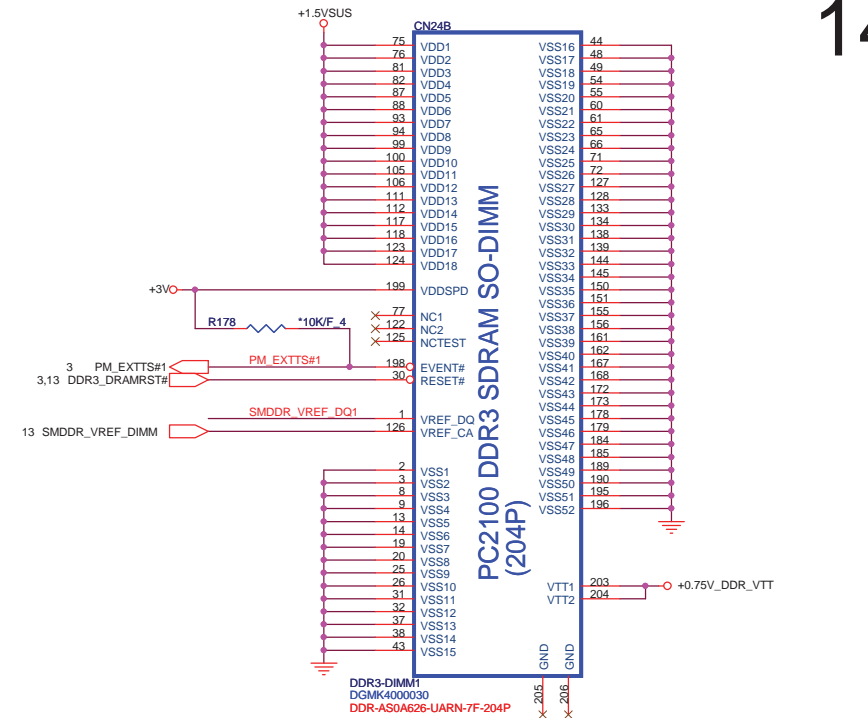 14
+1.5VSUS
CN24B
75 VDD1 VSS16 44
76 VDD2 VSS17 48
81 VDD3 VSS18 49
82 VDD4 VSS19 54
87 VDD5 VSS20 55
88 VDD6 VSS21 60
93 VDD7 VSS22 61
94 VDD8 VSS23 65
99 VDD9 VSS24 66
100 VDD10 VSS25 71
105 VDD11 VSS26 72
106 VDD12 VSS27 127
111 VDD13 VSS28 128
112 VDD14 VSS29 133
117 VDD15 VSS30 134
118 VDD16 VSS31 138
123 VDD17 VSS32 139
124 VDD18 VSS33 144
VSS34 145
+3V 199 VDDSPD VSS35 150
VSS36 151
77 NC1 VSS37 155
R178 *10K/F_4 122 NC2 VSS38 156
125 NCTEST VSS39 161
VSS40 162
3 PM_EXTTS#1 PM_EXTTS#1 198 EVENT# VSS41 167
3,13 DDR3_DRAMRST# 30 RESET# VSS42 168
VSS43 172
VSS44 173
SMDDR_VREF_DQ1 1 VREF_DQ VSS45 178
13 SMDDR_VREF_DIMM 126 VREF_CA VSS46 179
VSS47 184
VSS48 185
2 VSS1 VSS49 189
3 VSS2 VSS50 190
8 VSS3 VSS51 195
9 VSS4 VSS52 196
13 VSS5
14 VSS6
19 VSS7
20 VSS8
25 VSS9
26 VSS10 VTT1 203 +0.75V_DDR_VTT
31 VSS11 VTT2 204
32 VSS12
37 VSS13
38 VSS14
43 VSS15
PC2100 DDR3 SDRAM SO-DIMM
(204P)
GND GND
205 206
DDR3-DIMM1
DGMK4000030
DDR-AS0A626-UARN-7F-204P